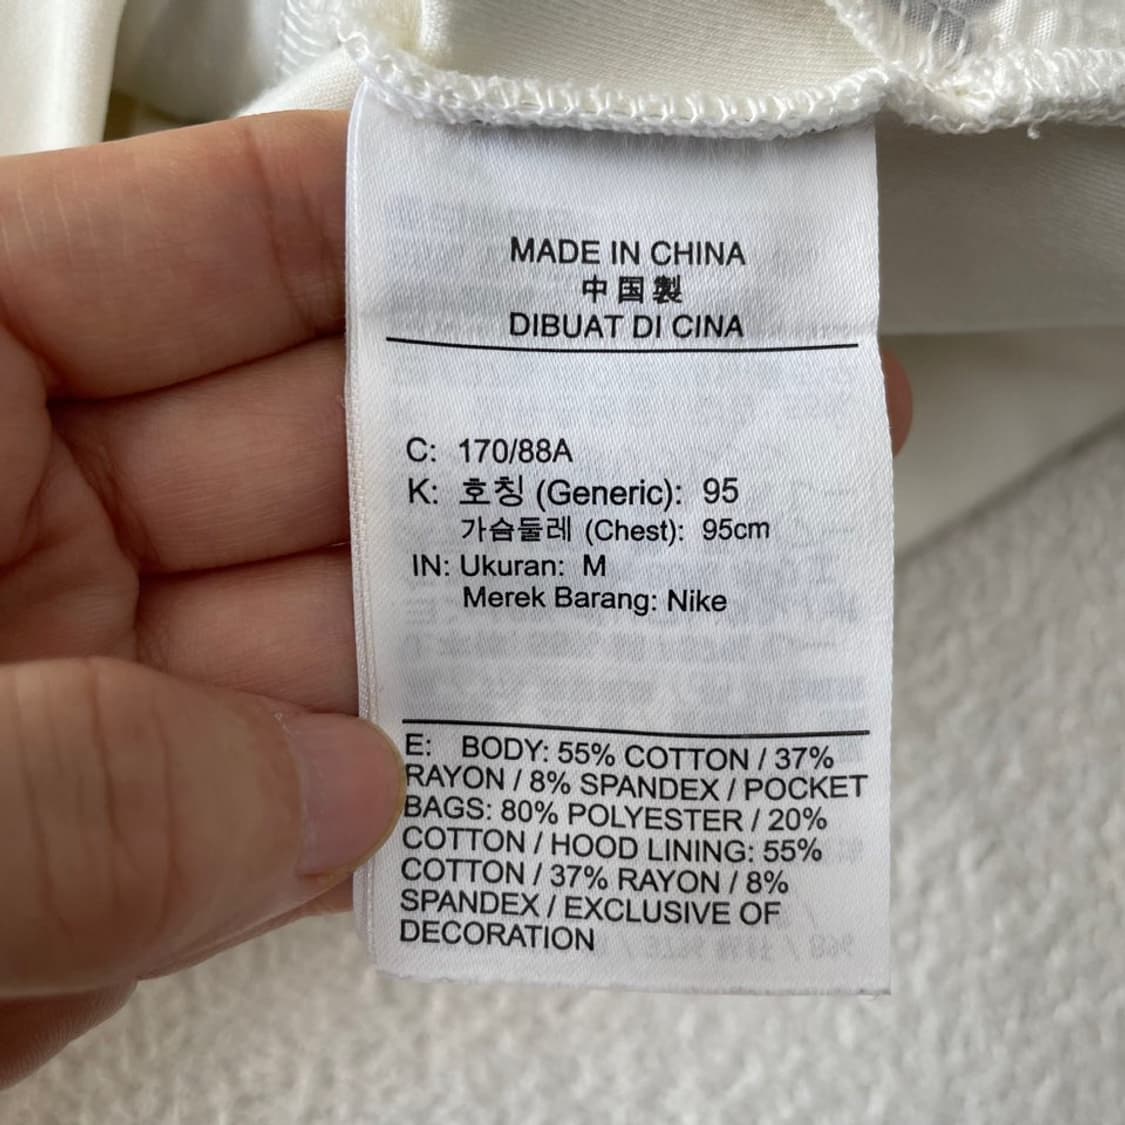 MADE IN CHINA
中国製
DIBUAT DI CINA
C: 170/88A
K: 호칭 (Generic): 95
가슴둘레 (Chest): 95cm
IN: Ukuran: M
Merek Barang: Nike
E: BODY: 55% COTTON / 37%
RAYON / 8% SPANDEX / POCKET
BAGS: 80% POLYESTER / 20%
COTTON / HOOD LINING: 55%
COTTON / 37% RAYON / 8%
SPANDEX / EXCLUSIVE OF
DECORATION